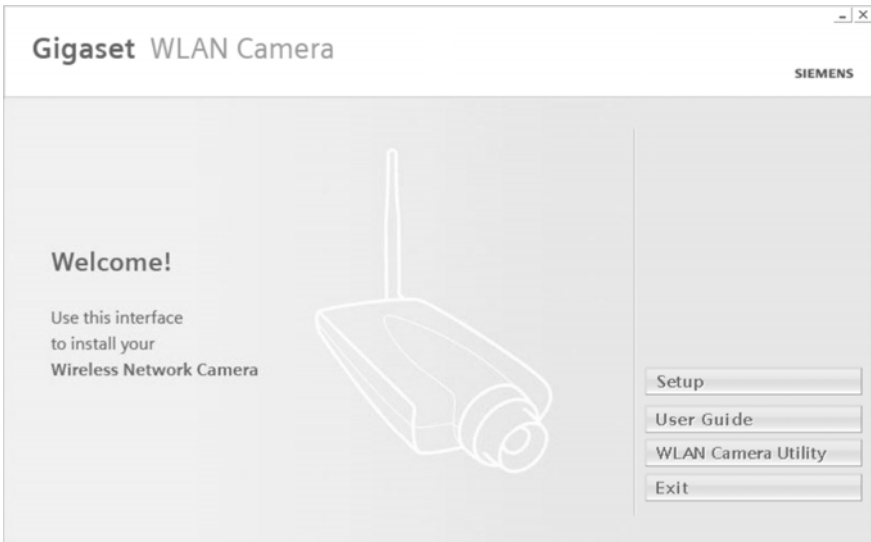 Gigaset WLAN Camera
SIEMENS
Welcome!
Use this interface
to install your
Wireless Network Camera
Setup
User Guide
WLAN Camera Utility
Exit